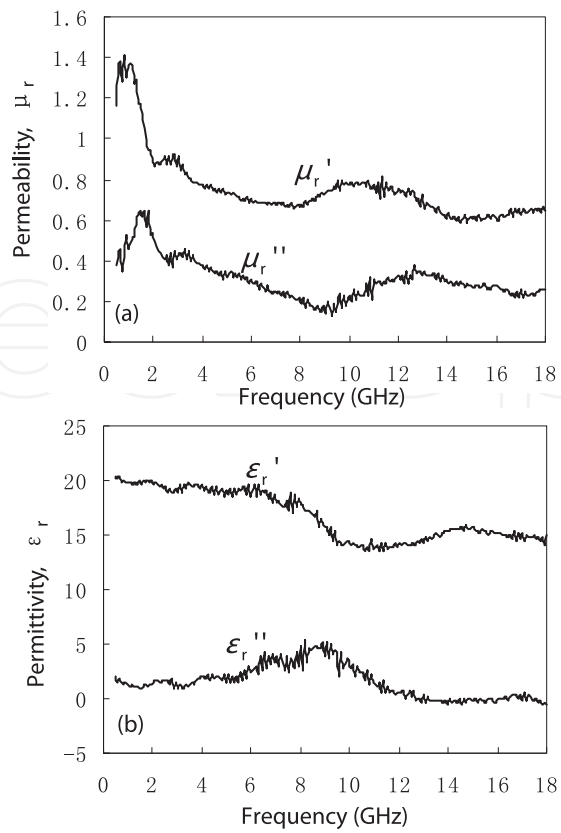 1.6
1.4
1.2
1
0.8
0.6
0.4
0.2
0
Permeability, μr
μr'
μr''
(a)
0 2 4 6 8 10 12 14 16 18
Frequency (GHz)
25
20
15
10
5
0
-5
Permittivity, εr
εr'
εr''
(b)
0 2 4 6 8 10 12 14 16 18
Frequency (GHz)